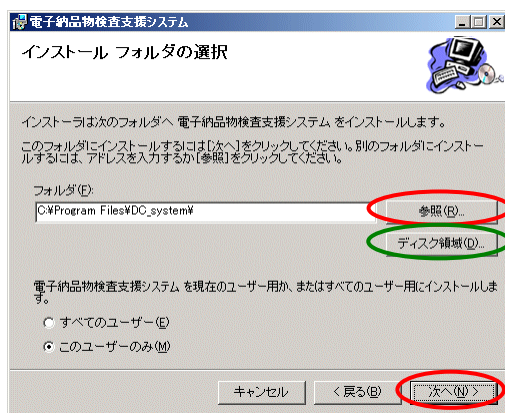 電子納品物検査支援システム
インストール フォルダの選択
インストーラは次のフォルダへ 電子納品物検査支援システム をインストールします。
このフォルダにインストールするには[次へ]をクリックしてください。別のフォルダにインストー
ルするには、アドレスを入力するか[参照]をクリックしてください。
フォルダ(F):
C:¥Program Files¥DC_system¥
参照(R)...
ディスク領域(D)...
電子納品物検査支援システム を現在のユーザー用か、またはすべてのユーザー用にインストールしま
す。
すべてのユーザー(E)
このユーザーのみ(M)
キャンセル
< 戻る(B)
次へ(N) >